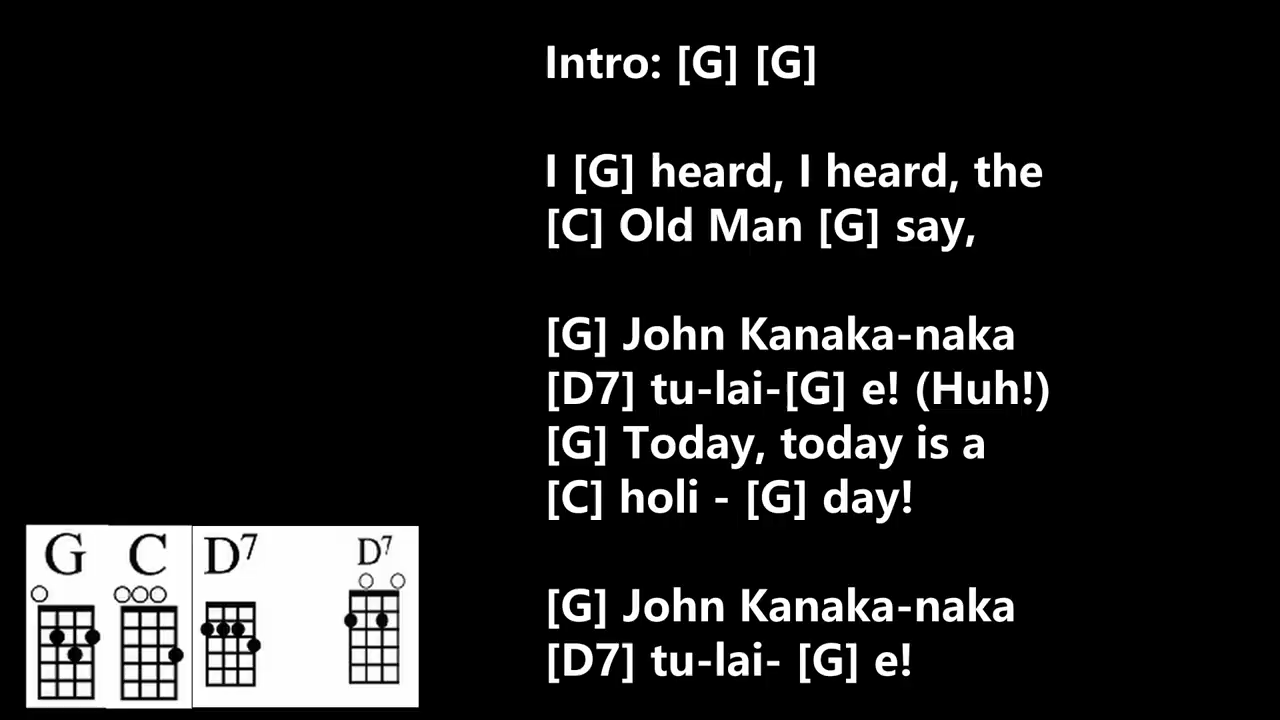 Intro: [G] [G]
I [G] heard, I heard, the
[C] Old Man [G] say,
[G] John Kanaka-naka
[D7] tu-lai-[G] e! (Huh!)
[G] Today, today is a
[C] holi - [G] day!
[G] John Kanaka-naka
[D7] tu-lai- [G] e!
G C D7 D7